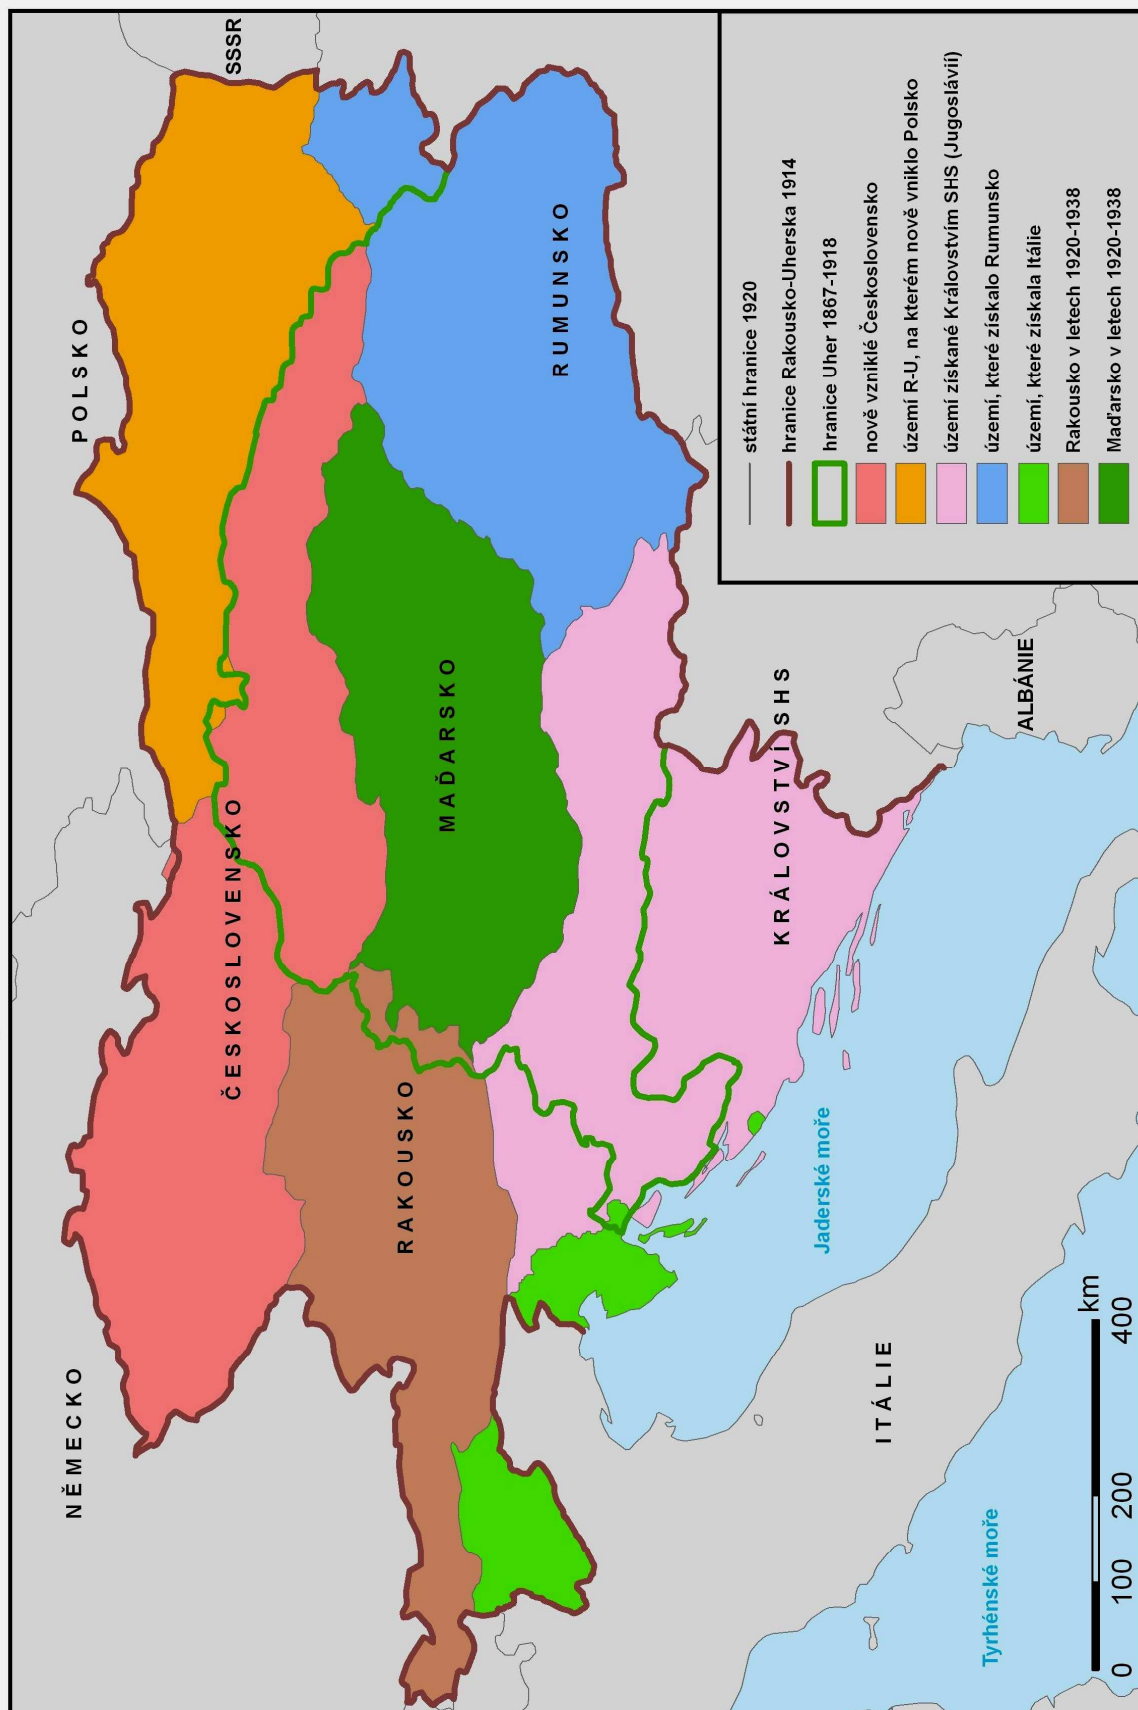 NĚMECKO
POLSKO
SSSR
ČESKOSLOVENSKO
RAKOUSKO
MAĎARSKO
RUMUNSKO
KRÁLOVSTVÍ SHS
ALBÁNIE
ITÁLIE
Jaderské moře
Tyrhénské moře
0 100 200 400 km
státní hranice 1920
hranice Rakousko-Uherska 1914
hranice Uher 1867-1918
nově vzniklé Československo
území R-U, na kterém nově vniklo Polsko
území získané Královstvím SHS (Jugoslávií)
území, které získalo Rumunsko
území, které získala Itálie
Rakousko v letech 1920-1938
Maďarsko v letech 1920-1938